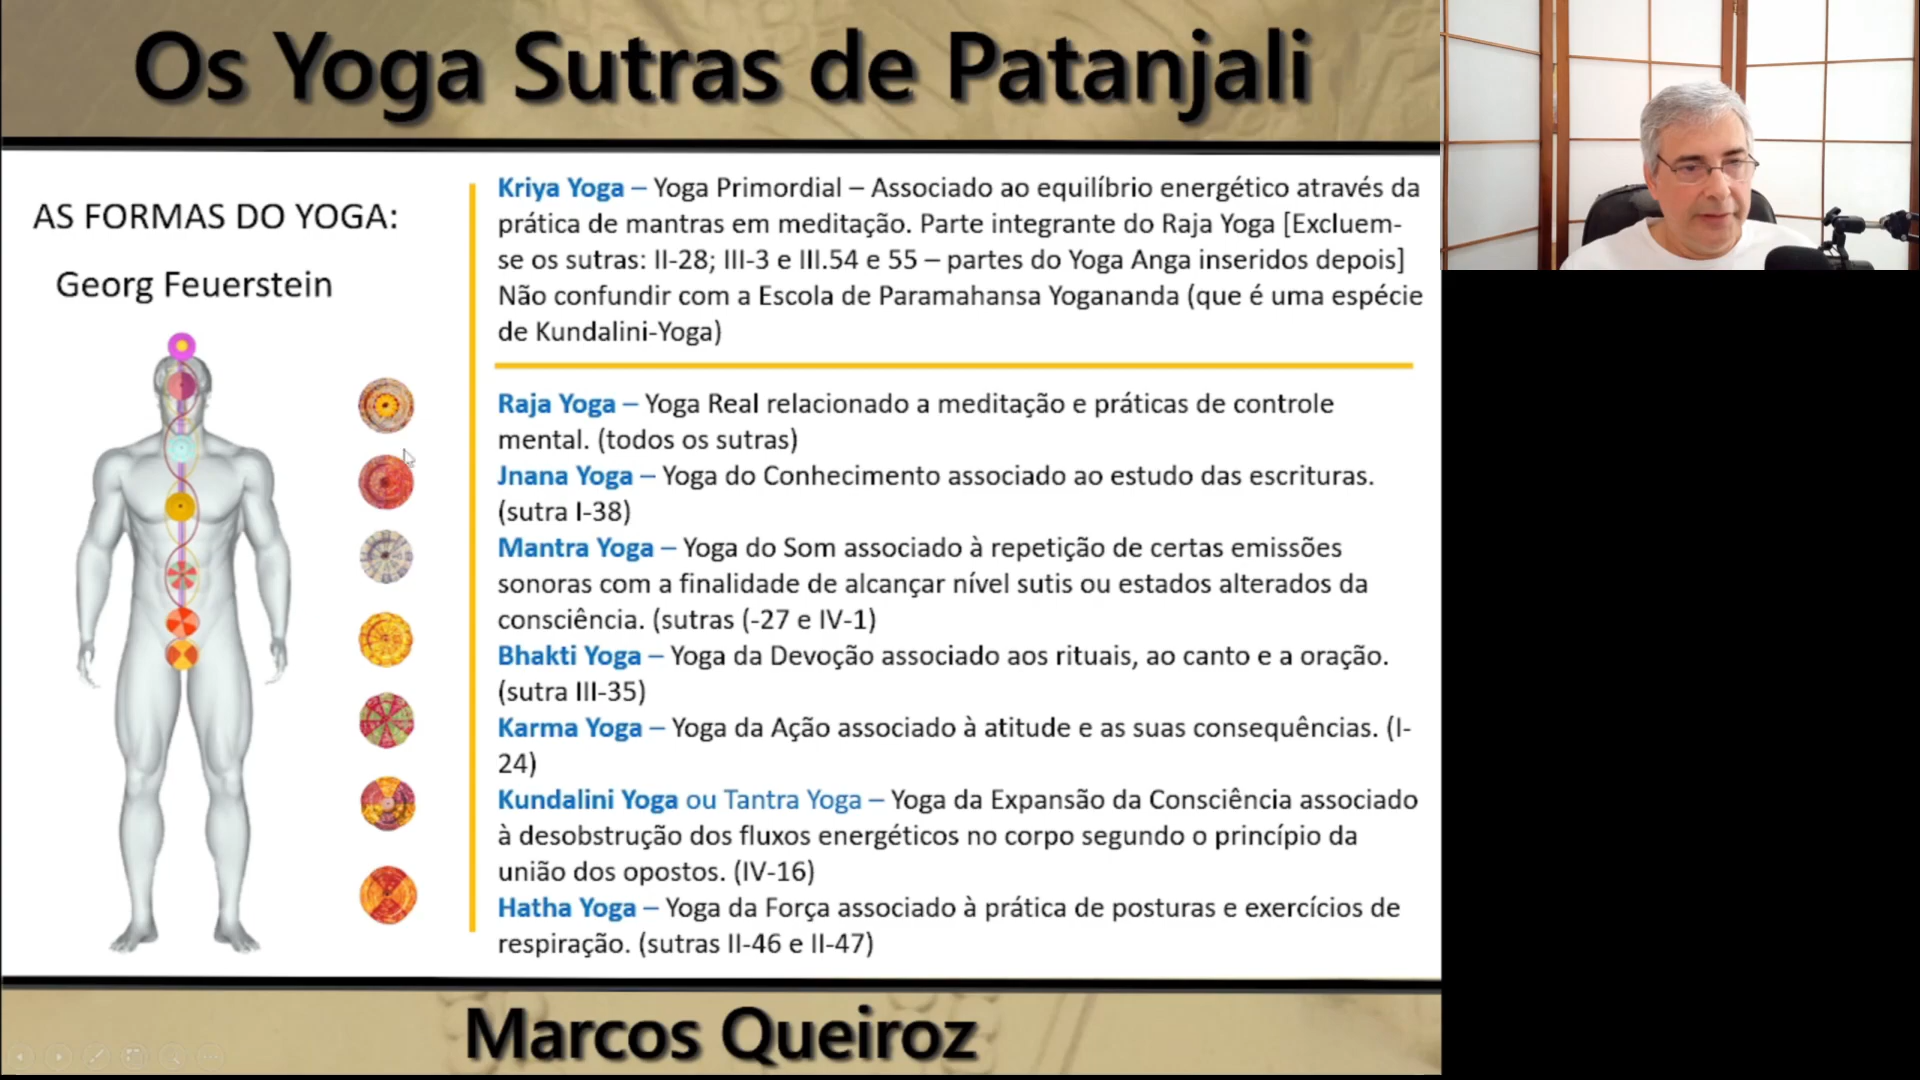 Os Yoga Sutras de Patanjali
AS FORMAS DO YOGA:
Georg Feuerstein
Kriya Yoga – Yoga Primordial – Associado ao equilíbrio energético através da
prática de mantras em meditação. Parte integrante do Raja Yoga [Excluem-
se os sutras: II-28; III-3 e III.54 e 55 – partes do Yoga Anga inseridos depois]
Não confundir com a Escola de Paramahansa Yogananda (que é uma espécie
de Kundalini-Yoga)
Raja Yoga – Yoga Real relacionado a meditação e práticas de controle
mental. (todos os sutras)
Jnana Yoga – Yoga do Conhecimento associado ao estudo das escrituras.
(sutra I-38)
Mantra Yoga – Yoga do Som associado à repetição de certas emissões
sonoras com a finalidade de alcançar nível sutis ou estados alterados da
consciência. (sutras (-27 e IV-1)
Bhakti Yoga – Yoga da Devoção associado aos rituais, ao canto e a oração.
(sutra III-35)
Karma Yoga – Yoga da Ação associado à atitude e as suas consequências. (I-
24)
Kundalini Yoga ou Tantra Yoga – Yoga da Expansão da Consciência associado
à desobstrução dos fluxos energéticos no corpo segundo o princípio da
união dos opostos. (IV-16)
Hatha Yoga – Yoga da Força associado à prática de posturas e exercícios de
respiração. (sutras II-46 e II-47)
Marcos Queiroz